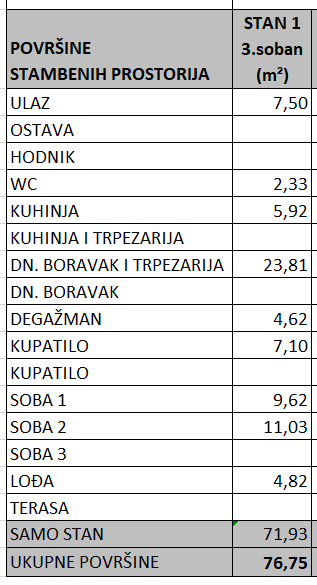 POVRŠINE
STAMBENIH PROSTORIJA
STAN 1
3.soban
(m²)
ULAZ 7,50
OSTAVA
HODNIK
WC 2,33
KUHINJA 5,92
KUHINJA I TRPEZARIJA
DN. BORAVAK I TRPEZARIJA 23,81
DN. BORAVAK
DEGAŽMAN 4,62
KUPATILO 7,10
KUPATILO
SOBA 1 9,62
SOBA 2 11,03
SOBA 3
LOĐA 4,82
TERASA
SAMO STAN 71,93
UKUPNE POVRŠINE 76,75